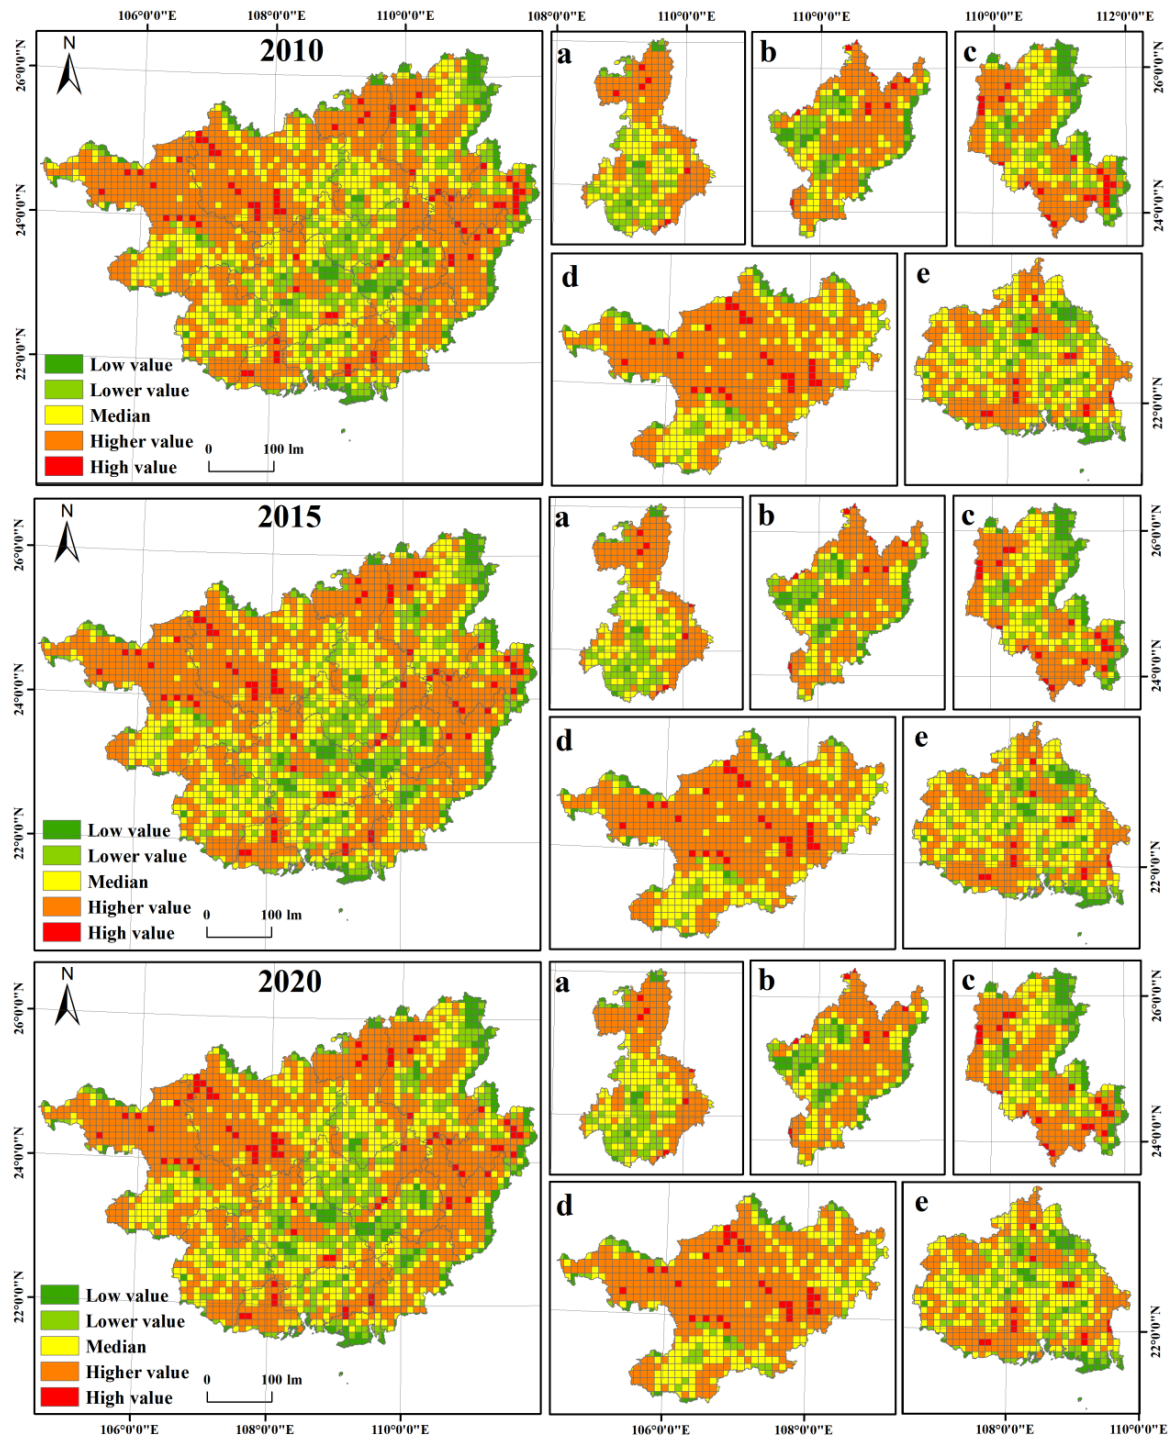 106°0'0"E 108°0'0"E 110°0'0"E 108°0'0"E 110°0'0"E 110°0'0"E 110°0'0"E 112°0'0"E
N
2010
a
b
c
26°0'0"N
24°0'0"N
22°0'0"N
26°0'0"N
24°0'0"N
d
e
22°0'0"N
Low value
Lower value
Median
Higher value
High value
0 100 lm
N
2015
a
b
c
26°0'0"N
24°0'0"N
22°0'0"N
26°0'0"N
24°0'0"N
d
e
22°0'0"N
Low value
Lower value
Median
Higher value
High value
0 100 lm
N
2020
a
b
c
26°0'0"N
24°0'0"N
22°0'0"N
26°0'0"N
24°0'0"N
d
e
22°0'0"N
Low value
Lower value
Median
Higher value
High value
0 100 lm
106°0'0"E 108°0'0"E 110°0'0"E 106°0'0"E 108°0'0"E 108°0'0"E 110°0'0"E